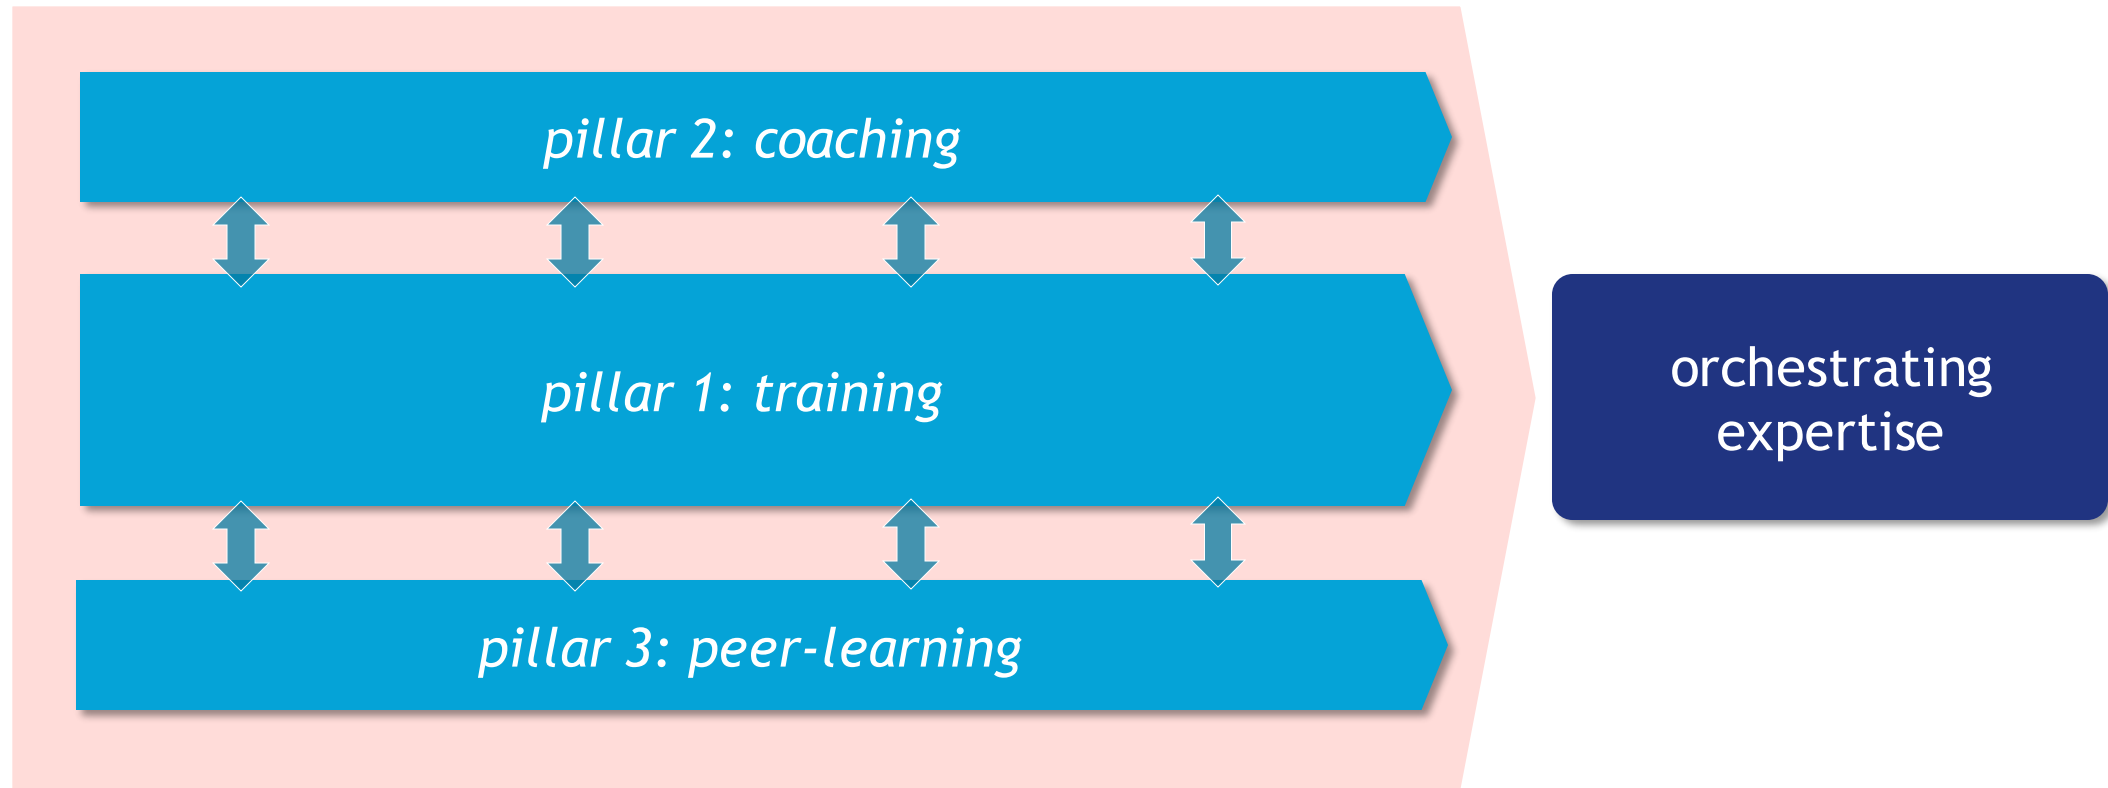 pillar 2: coaching
pillar 1: training
pillar 3: peer-learning
orchestrating
expertise